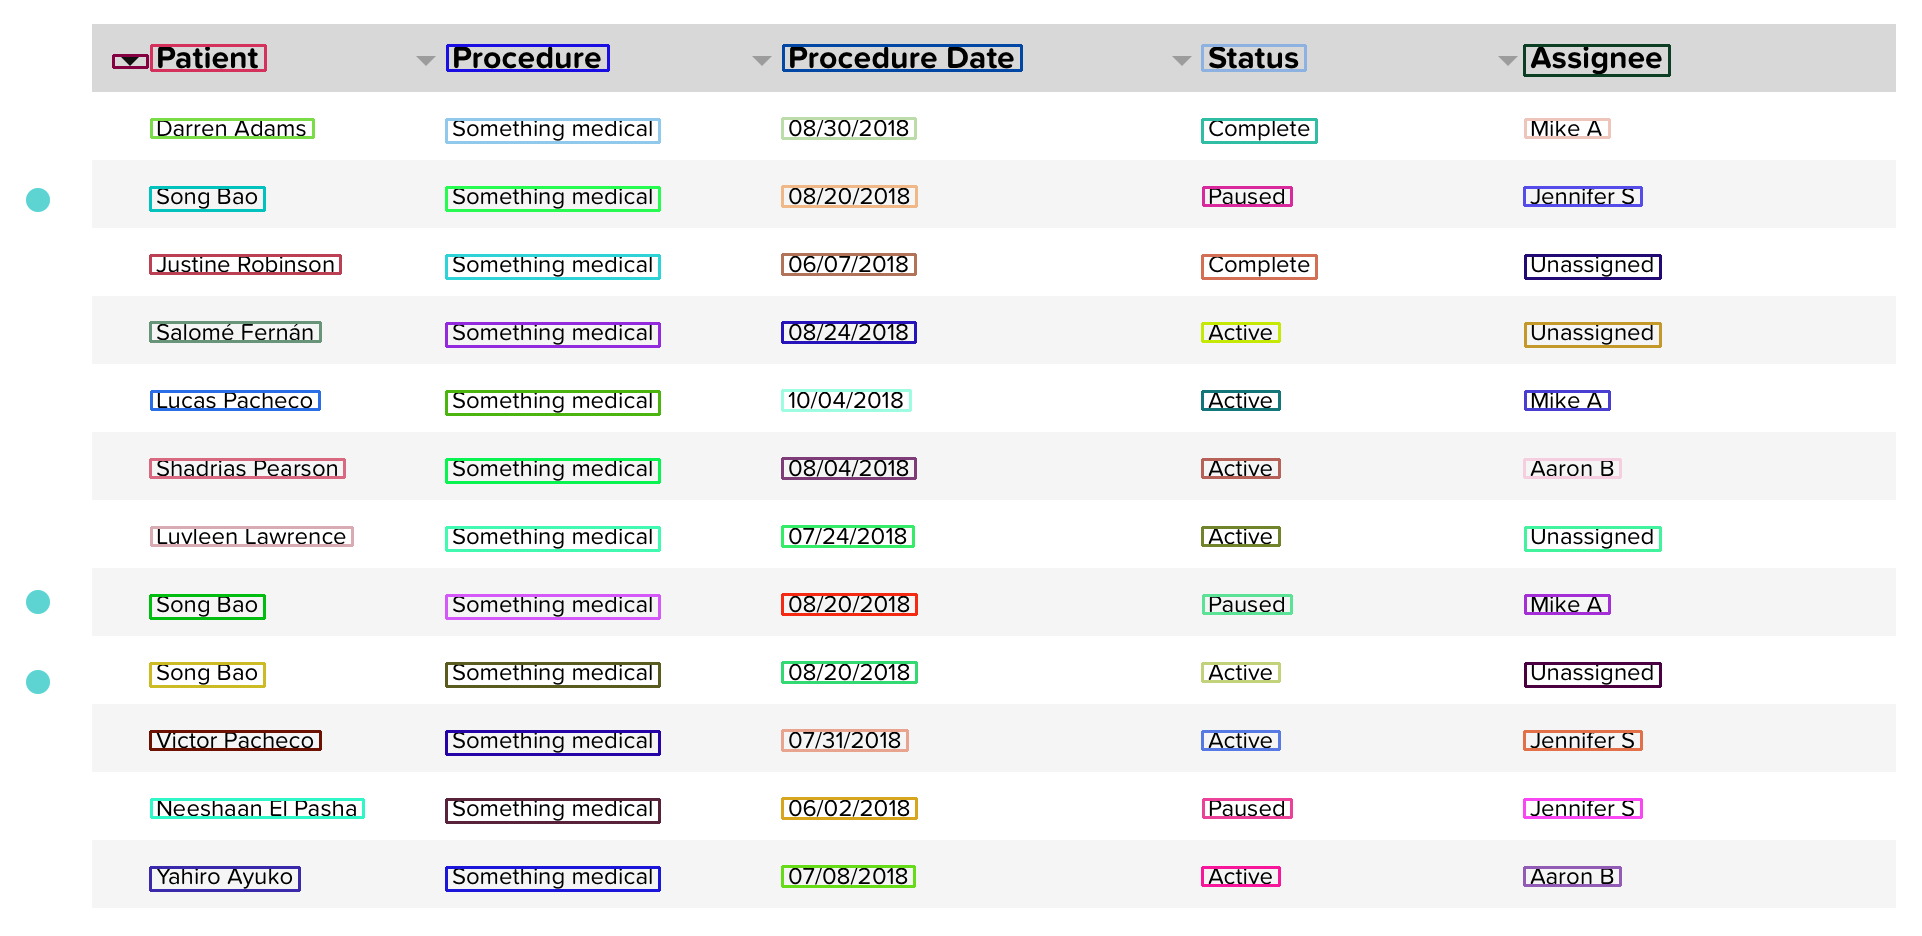 Patient Procedure Procedure Date Status Assignee
Darren Adams Something medical 08/30/2018 Complete Mike A
Song Bao Something medical 08/20/2018 Paused Jennifer S
Justine Robinson Something medical 06/07/2018 Complete Unassigned
Salomé Fernán Something medical 08/24/2018 Active Unassigned
Lucas Pacheco Something medical 10/04/2018 Active Mike A
Shadrias Pearson Something medical 08/04/2018 Active Aaron B
Luvleen Lawrence Something medical 07/24/2018 Active Unassigned
Song Bao Something medical 08/20/2018 Paused Mike A
Song Bao Something medical 08/20/2018 Active Unassigned
Victor Pacheco Something medical 07/31/2018 Active Jennifer S
Neeshaan El Pasha Something medical 06/02/2018 Paused Jennifer S
Yahiro Ayuko Something medical 07/08/2018 Active Aaron B